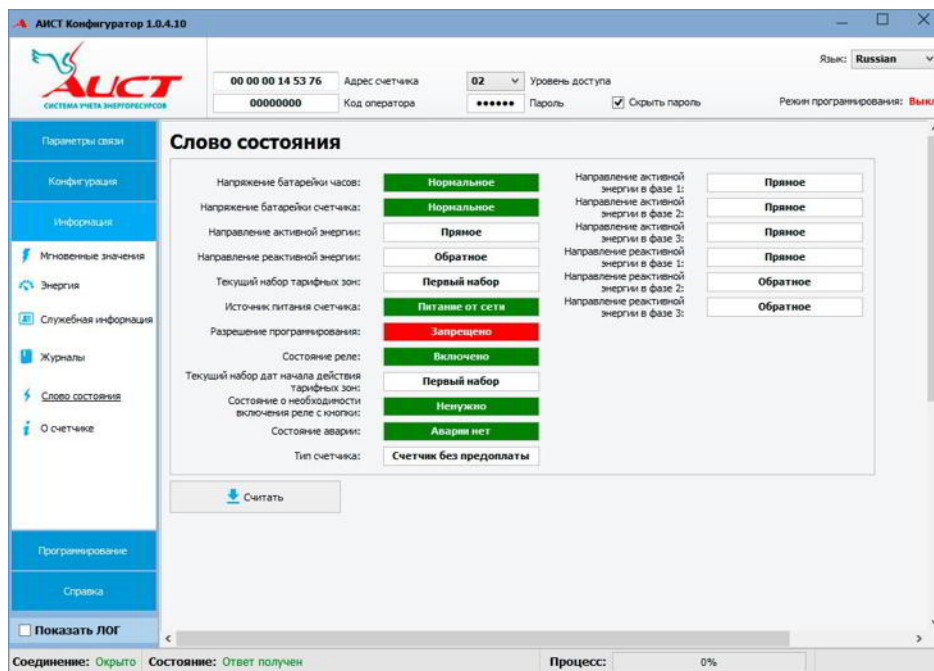 АИСТ Конфигуратор 1.0.4.10
АИСТ
СИСТЕМА УЧЕТА ЭНЕРГОРЕСУРСОВ
Язык: Russian
00 00 00 14 53 76 Адрес счетчика 02 Уровень доступа
00000000 Код оператора ●●●●●● Пароль Скрыть пароль Режим программирования: Выкл
Параметры связи
Конфигурация
Информация
Мгновенные значения
Энергия
Служебная информация
Журналы
Слово состояния
О счетчике
Программирование
Справка
Показать ЛОГ
Слово состояния
Напряжение батарейки часов: Нормальное
Напряжение батарейки счетчика: Нормальное
Направление активной энергии: Прямое
Направление реактивной энергии: Обратное
Текущий набор тарифных зон: Первый набор
Источник питания счетчика: Питание от сети
Разрешение программирования: Запрещено
Состояние реле: Включено
Текущий набор дат начала действия
тарифных зон: Первый набор
Состояние о необходимости
включения реле с кнопки: Ненужно
Состояние аварии: Аварии нет
Тип счетчика: Счетчик без предоплаты
Направление активной
энергии в фазе 1: Прямое
Направление активной
энергии в фазе 2: Прямое
Направление активной
энергии в фазе 3: Прямое
Направление реактивной
энергии в фазе 1: Прямое
Направление реактивной
энергии в фазе 2: Обратное
Направление реактивной
энергии в фазе 3: Обратное
Считать
Соединение: Окрыто Состояние: Ответ получен Процесс: 0%